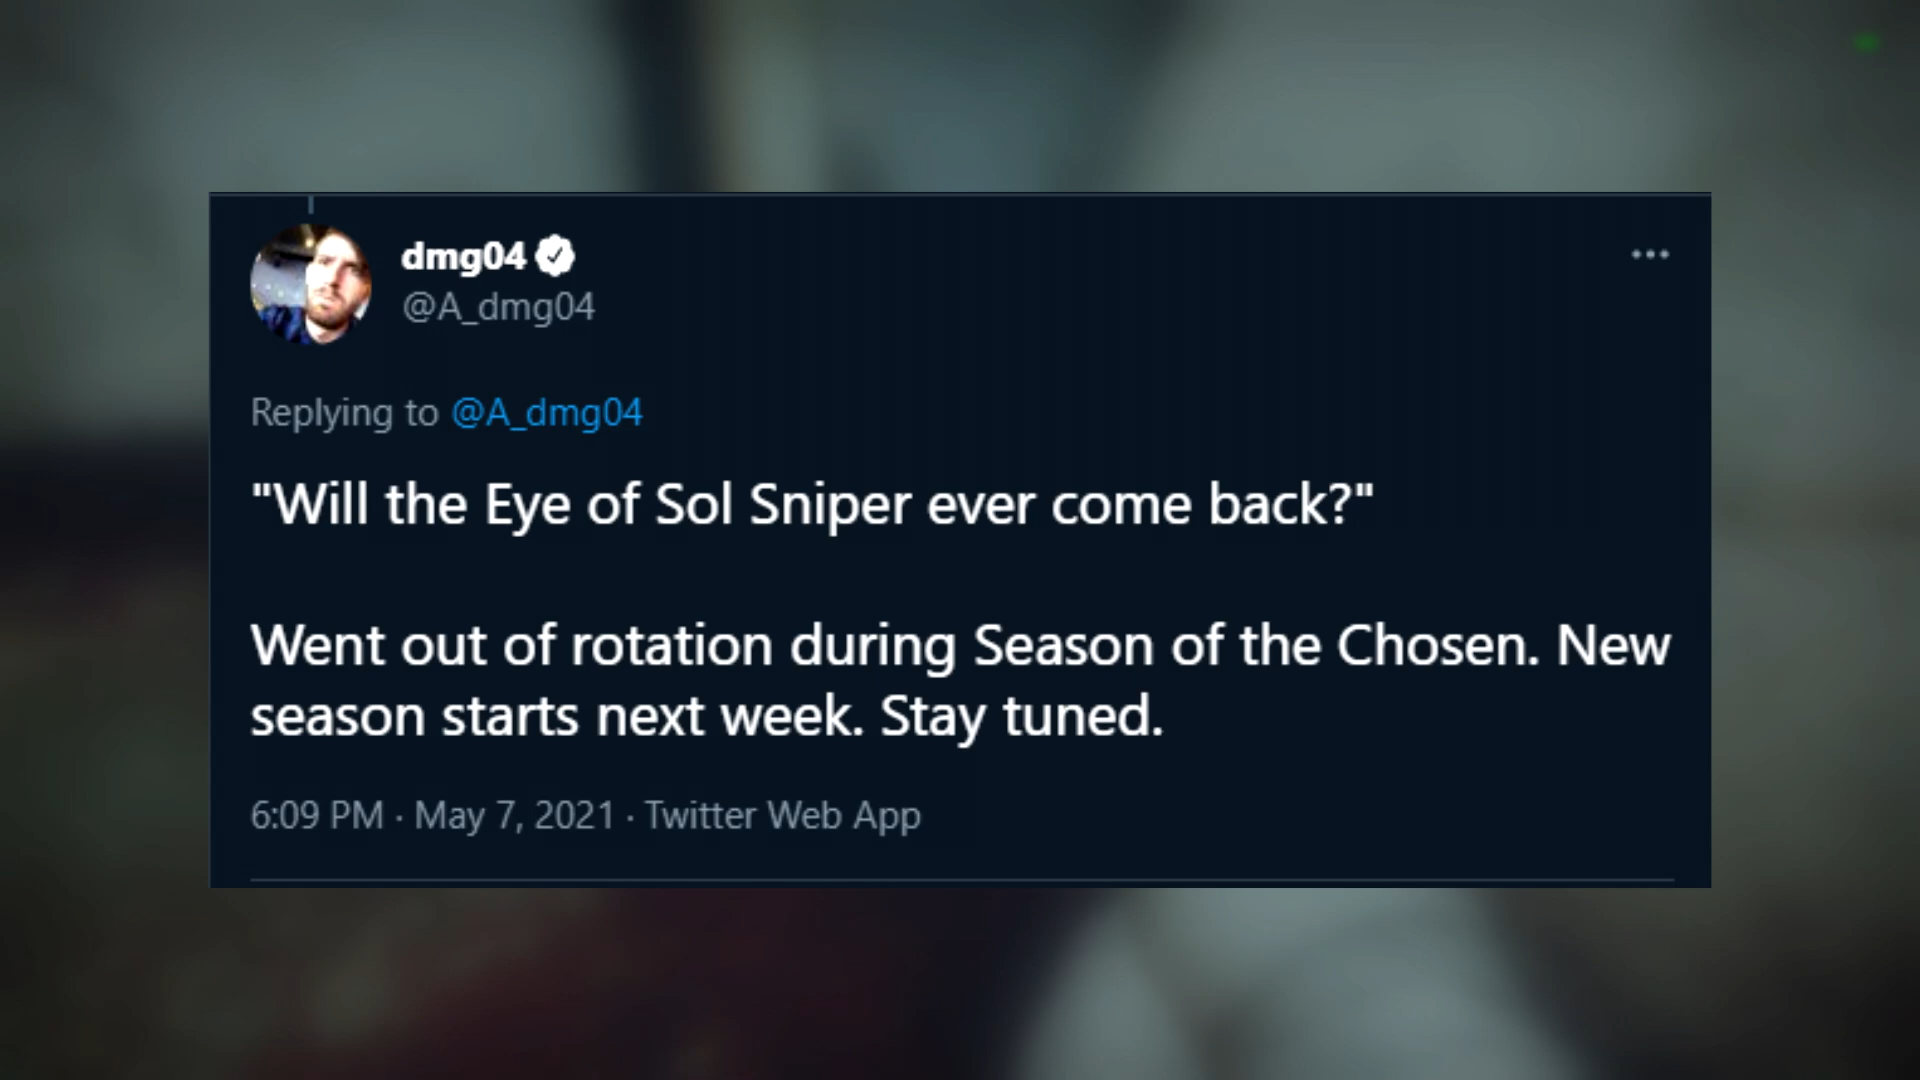 dmg04
@A_dmg04
Replying to @A_dmg04
"Will the Eye of Sol Sniper ever come back?"
Went out of rotation during Season of the Chosen. New
season starts next week. Stay tuned.
6:09 PM · May 7, 2021 · Twitter Web App